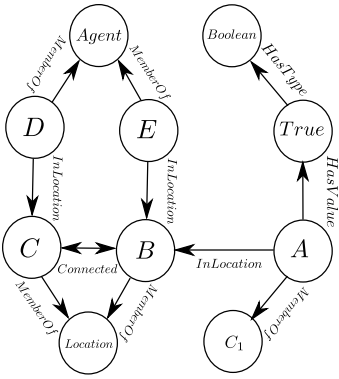 Agent
Boolean
MemberOf
MemberOf
HasType
D
E
True
InLocation
InLocation
HasValue
C
B
A
Connected
InLocation
MemberOf
MemberOf
MemberOf
Location
C₁